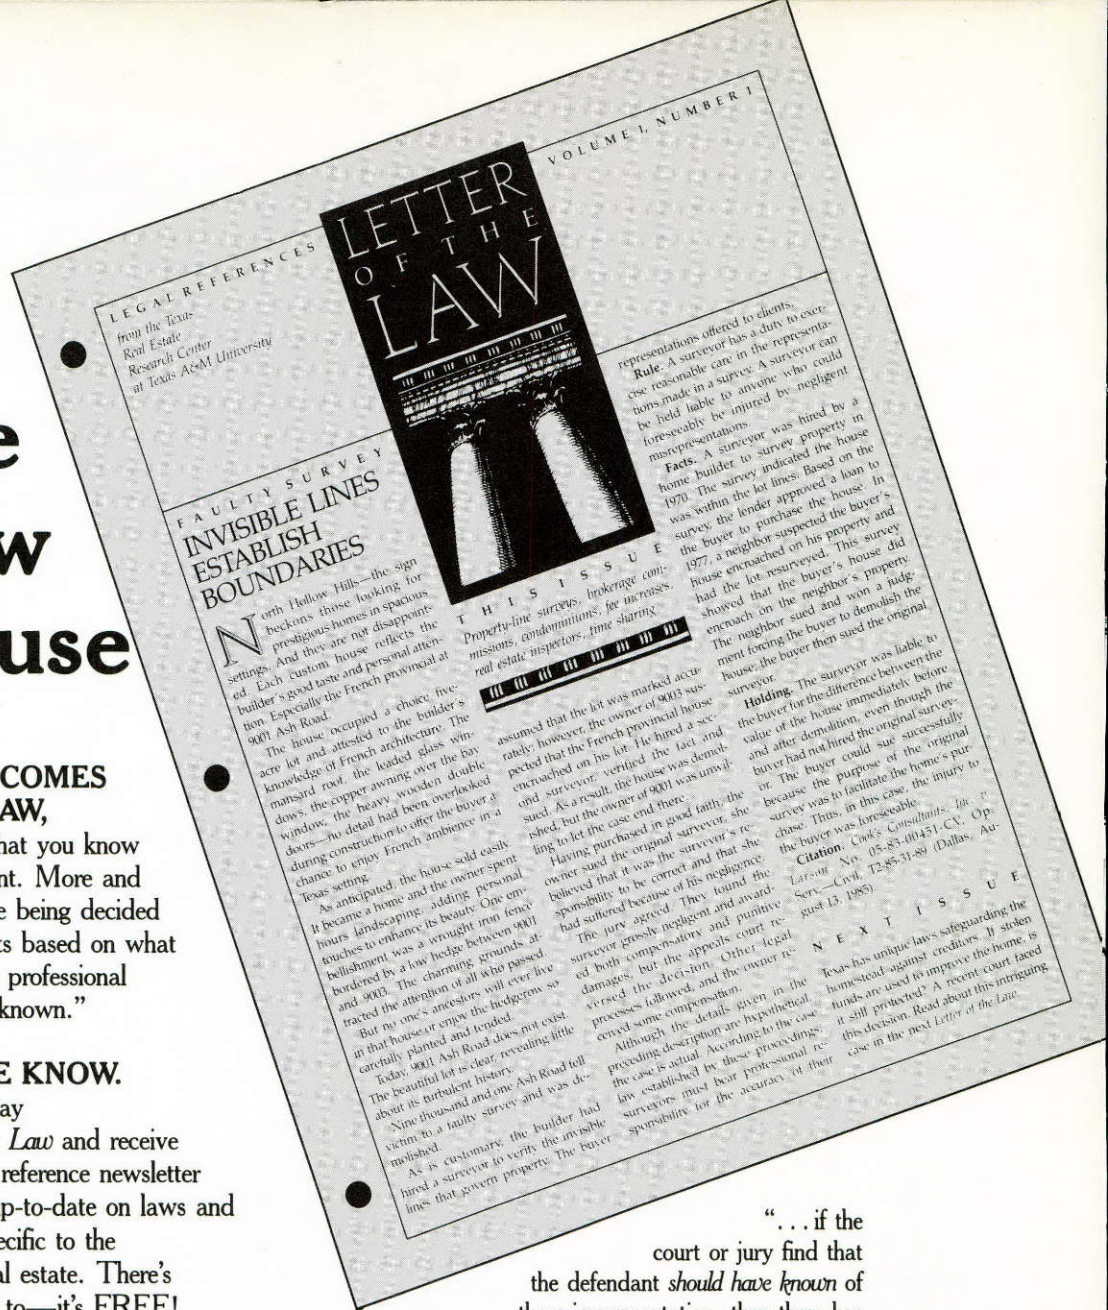 e
w
use
COMES
AW,
hat you know
nt. More and
e being decided
ts based on what
professional
known."
E KNOW.
ay
Law and receive
reference newsletter
up-to-date on laws and
ecific to the
al estate. There's
to—it's FREE!
LEGAL REFERENCES
from the Texas
Real Estate
Research Center
at Texas A&M University
LETTER
OF THE
LAW
VOLUME I, NUMBER 1
FAULTY SURVEY
INVISIBLE LINES
ESTABLISH
BOUNDARIES
North Hollow Hills—the sign
beckons those looking for
prestigious homes in spacious
settings. And they are not disappoint-
ed. Each custom house reflects the
builder's good taste and personal atten-
tion. Especially the French provincial at
9001 Ash Road.
The house occupied a choice five-
acre lot and attested to the builder's
knowledge of French architecture. The
mansard roof, the leaded glass win-
dows, the copper awning over the bay
window, the heavy wooden double
doors—no detail had been overlooked
during construction to offer the buyer a
chance to enjoy French ambience in a
Texas setting.
As anticipated, the house sold easily.
It became a home and the owner spent
hours landscaping, adding personal
touches to enhance its beauty. One em-
bellishment was a wrought iron fence
bordered by a low hedge between 9001
and 9003. The charming grounds at-
tracted the attention of all who passed.
But no one's ancestors will ever live
in that house or enjoy the hedgerow so
carefully planted and tended.
Today, 9001 Ash Road does not exist.
The beautiful lot is clear, revealing little
about its turbulent history.
Nine thousand and one Ash Road fell
victim to a faulty survey and was de-
molished.
As is customary, the builder had
hired a surveyor to verify the invisible
lines that govern property. The buyer
THIS ISSUE
Property-line surveys, brokerage com-
missions, condominiums, fee increases,
real estate inspectors, time sharing
assumed that the lot was marked accu-
rately; however, the owner of 9003 sus-
pected that the French provincial house
encroached on his lot. He hired a sec-
ond surveyor, verified the fact and
sued. As a result, the house was demol-
ished, but the owner of 9001 was unwil-
ling to let the case end there.
Having purchased in good faith, the
owner sued the original surveyor; she
believed that it was the surveyor's re-
sponsibility to be correct and that she
had suffered because of his negligence.
The jury agreed. They found the
surveyor grossly negligent and award-
ed both compensatory and punitive
damages, but the appeals court re-
versed the decision. Other legal
processes followed, and the owner re-
ceived some compensation.
Although the details given in the
preceding description are hypothetical,
the case is actual. According to the case
law established by these proceedings,
surveyors must bear professional re-
sponsibility for the accuracy of their
representations offered to clients.
Rule. A surveyor has a duty to exer-
cise reasonable care in the representa-
tions made in a survey. A surveyor can
be held liable to anyone who could
foreseeably be injured by negligent
misrepresentations.
Facts. A surveyor was hired by a
home builder to survey property in
1970. The survey indicated the house
was within the lot lines. Based on the
survey, the lender approved a loan to
the buyer to purchase the house. In
1977, a neighbor suspected the buyer's
house encroached on his property and
had the lot resurveyed. This survey
showed that the buyer's house did
encroach on the neighbor's property.
The neighbor sued and won a judg-
ment forcing the buyer to demolish the
house; the buyer then sued the original
surveyor.
Holding. The surveyor was liable to
the buyer for the difference between the
value of the house immediately before
and after demolition, even though the
buyer had not hired the original survey-
or. The buyer could sue successfully
because the purpose of the original
survey was to facilitate the home's pur-
chase. Thus, in this case, the injury to
the buyer was foreseeable.
Citation. Cook's Consultants, Inc. v.
Larson No. 05-83-00451-CV, Op.
Serv.—Civil, T2-85-31-89 (Dallas, Au-
gust 13, 1985).
NEXT ISSUE
Texas has unique laws safeguarding the
homestead against creditors. If stolen
funds are used to improve the home, is
it still protected? A recent court faced
this decision. Read about this intriguing
case in the next Letter of the Law.
". . . if the
court or jury find that
the defendant should have known of